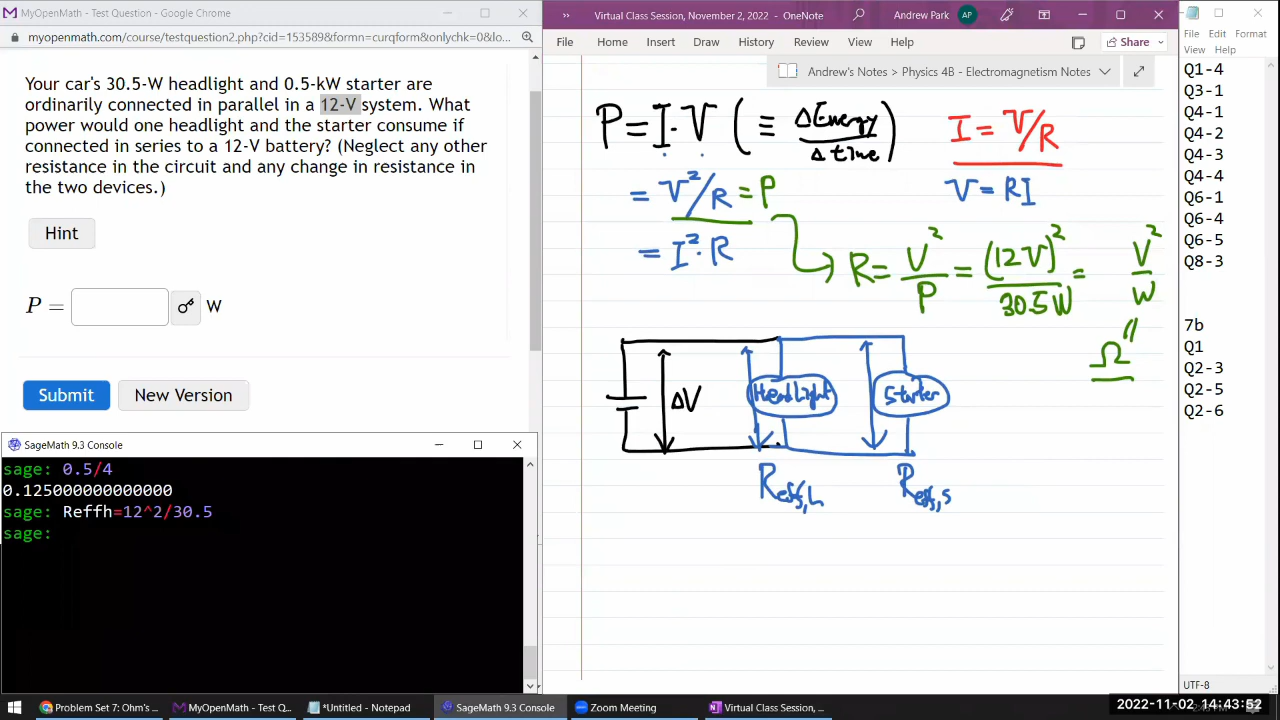 MyOpenMath - Test Question - Google Chrome
myopenmath.com/course/testquestion2.php?cid=153589&formn=curqform&onlychk=0&lo...
Your car's 30.5-W headlight and 0.5-kW starter are
ordinarily connected in parallel in a 12-V system. What
power would one headlight and the starter consume if
connected in series to a 12-V battery? (Neglect any other
resistance in the circuit and any change in resistance in
the two devices.)
Hint
P = W
Submit New Version
SageMath 9.3 Console
sage: 0.5/4
0.125000000000000
sage: Reffh=12^2/30.5
sage:
Virtual Class Session, November 2, 2022 - OneNote
Andrew Park AP
File Home Insert Draw History Review View Help
Share
Andrew's Notes > Physics 4B - Electromagnetism Notes
P = I·V ( ≡ ΔEnergy / Δtime )
I = V/R
= V²/R = P
V = RI
= I²·R
R = V²/P = (12V)²/30.5W = V²/W
" Ω
ΔV
Headlight
Starter
Reff,h
Reff,s
File Edit Format
View Help
Q1-4
Q3-1
Q4-1
Q4-2
Q4-3
Q4-4
Q6-1
Q6-4
Q6-5
Q8-3
7b
Q1
Q2-3
Q2-5
Q2-6
UTF-8
Problem Set 7: Ohm's ...
MyOpenMath - Test Q...
*Untitled - Notepad
SageMath 9.3 Console
Zoom Meeting
Virtual Class Session, ...
2022-11-02 14:43:52